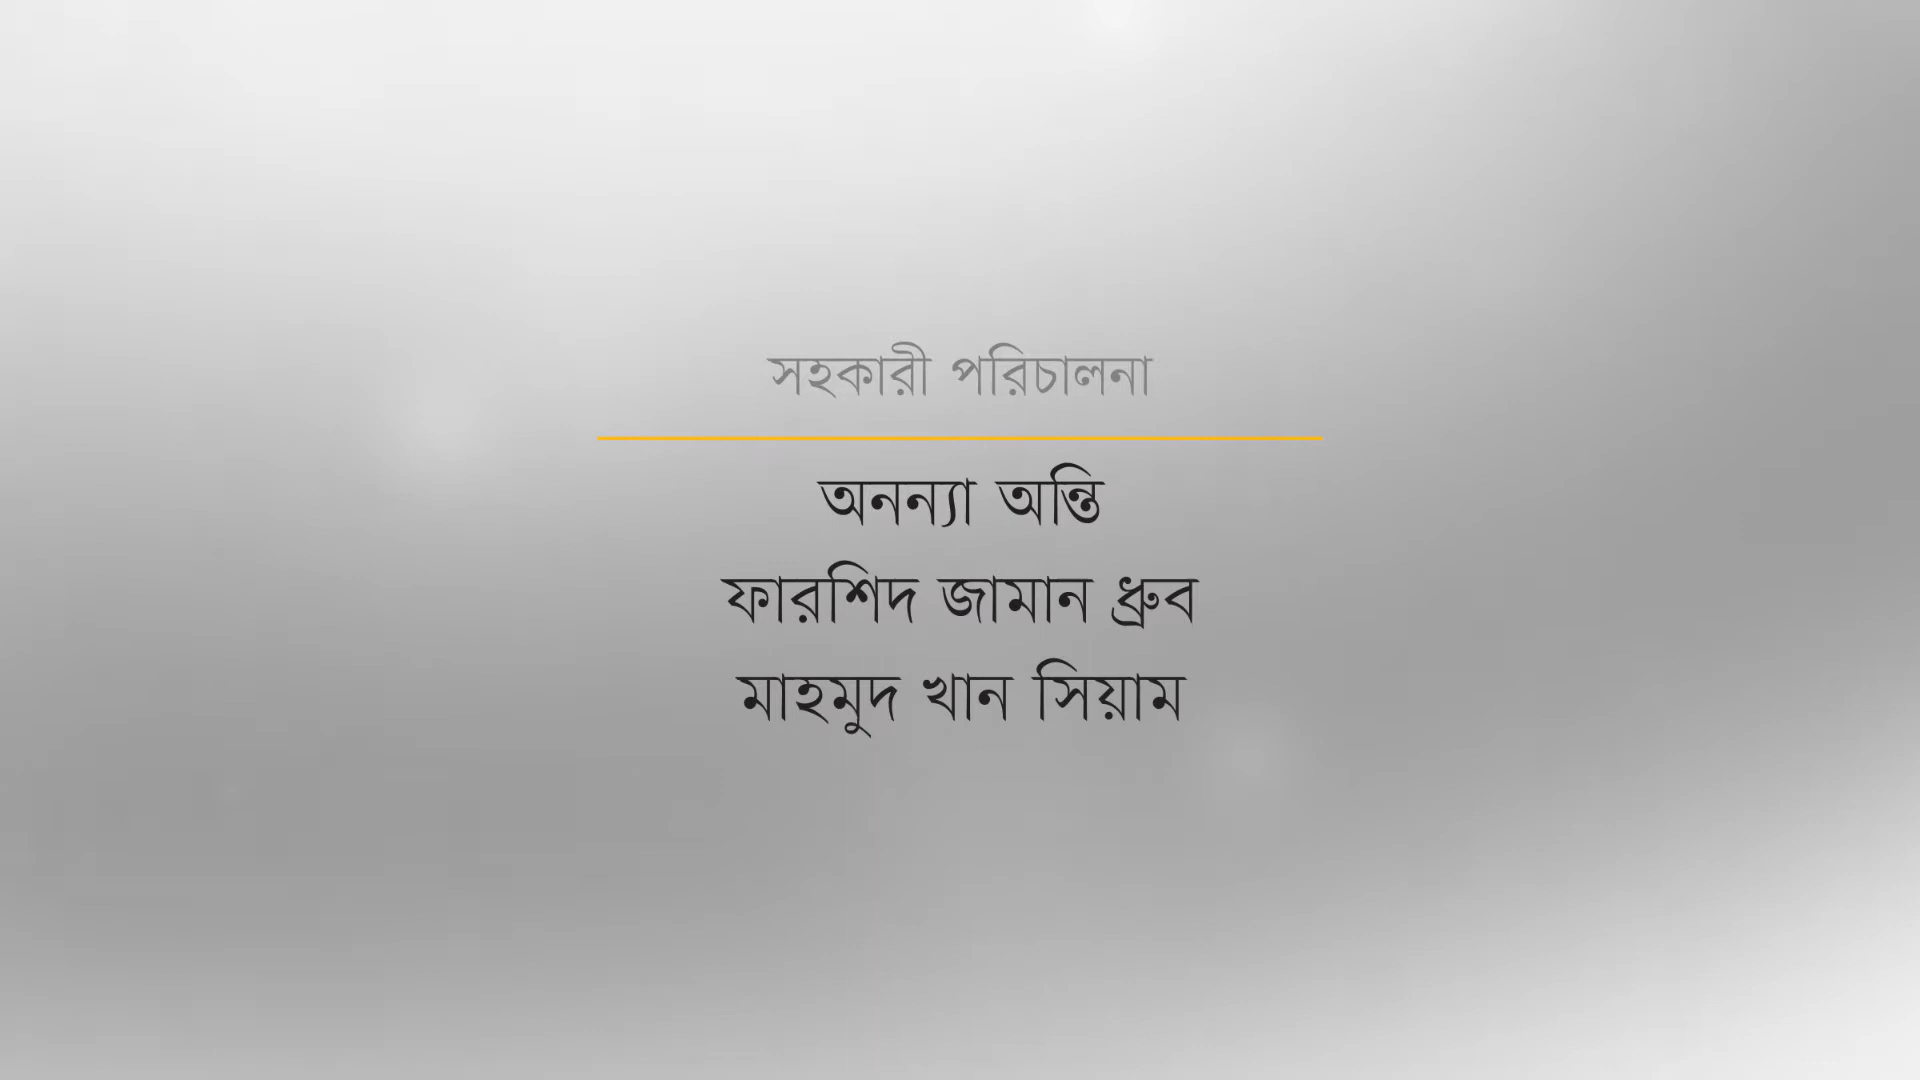 সহকারী পরিচালনা
অনন্যা অন্তি
ফারশিদ জামান ধ্রুব
মাহমুদ খান সিয়াম